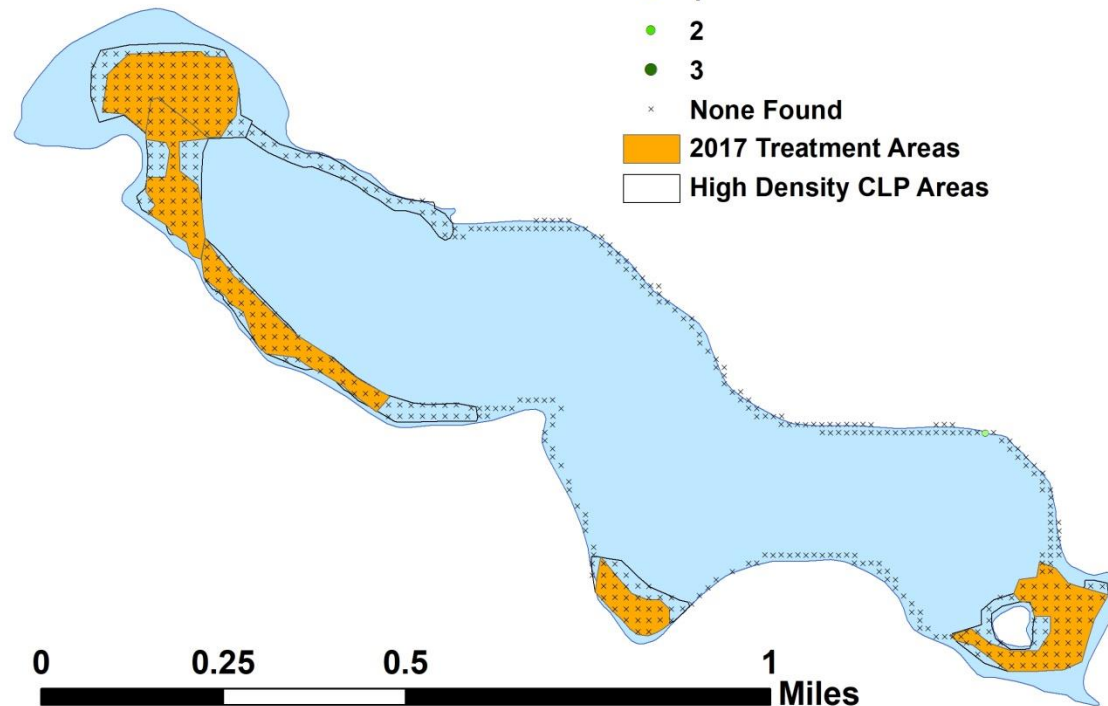 2
3
None Found
2017 Treatment Areas
High Density CLP Areas
0 0.25 0.5 1
Miles